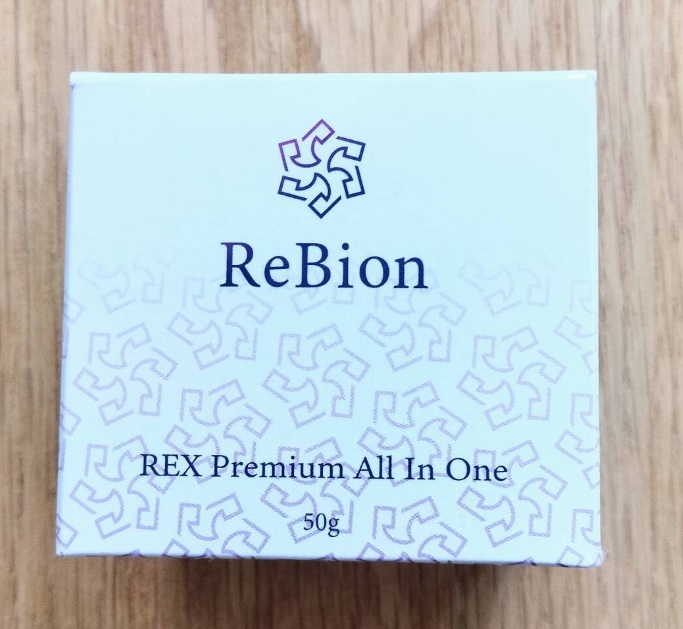 ReBion
REX Premium All In One
50g